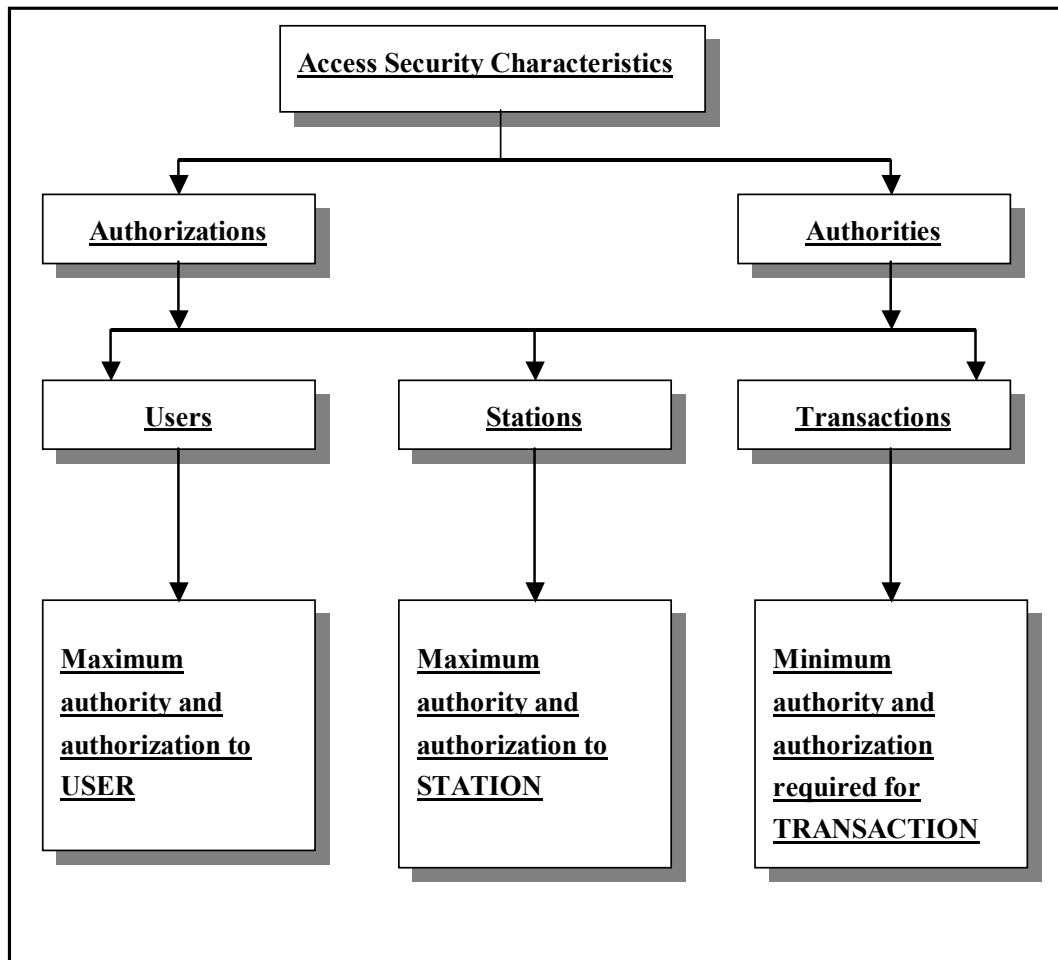 Access Security Characteristics
Authorizations
Authorities
Users
Stations
Transactions
Maximum
authority and
authorization to
USER
Maximum
authority and
authorization to
STATION
Minimum
authority and
authorization
required for
TRANSACTION